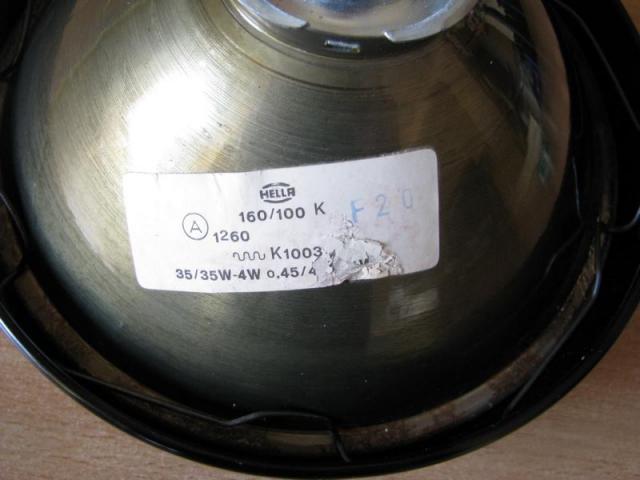 HELLA
160/100 K F20
A 1260
K1003
35/35W-4W o.45/4